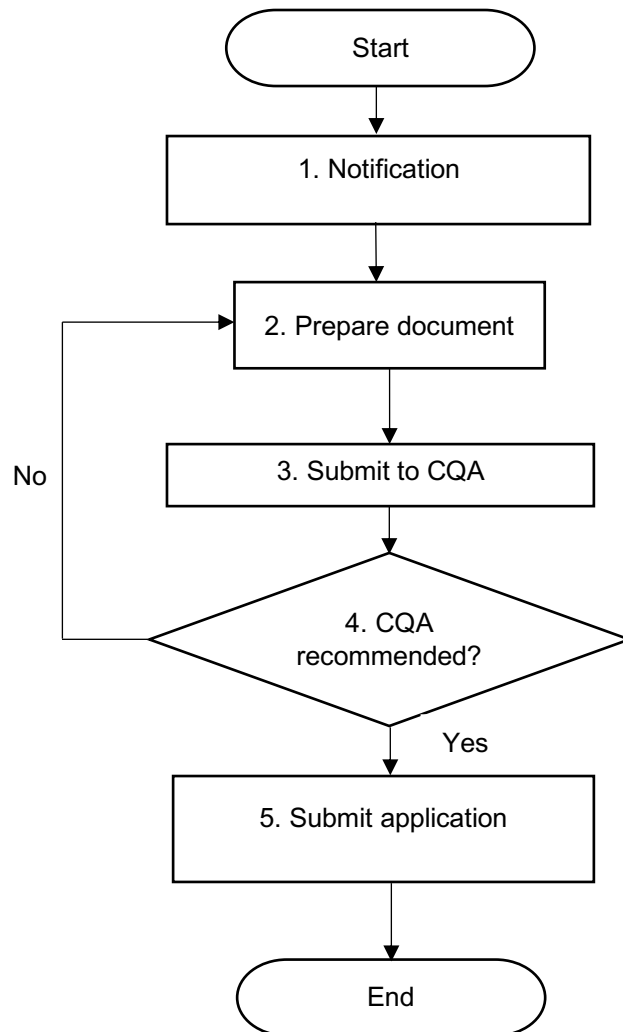 Start
1. Notification
2. Prepare document
3. Submit to CQA
No
4. CQA
recommended?
Yes
5. Submit application
End